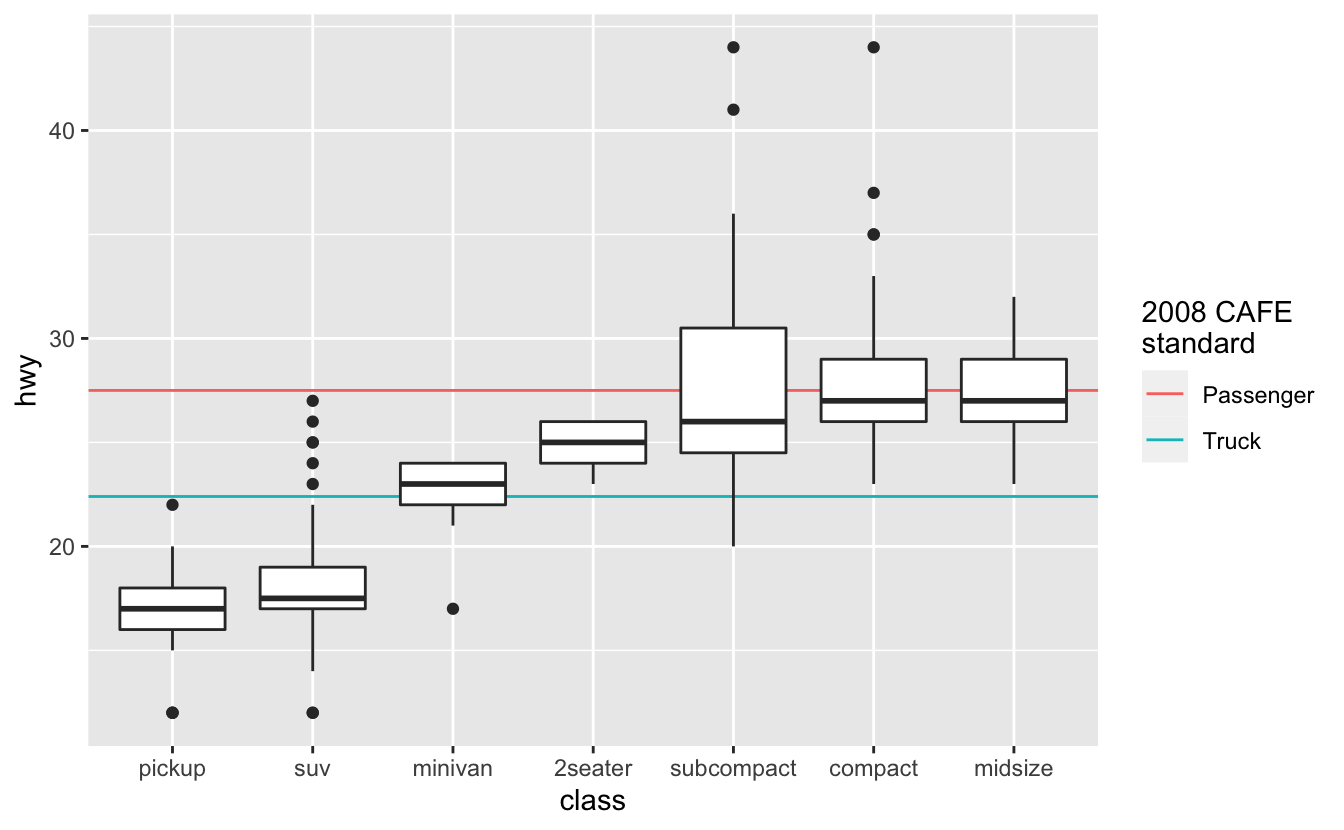 hwy
40
30
20
pickup suv minivan 2seater subcompact compact midsize
class
2008 CAFE
standard
Passenger
Truck